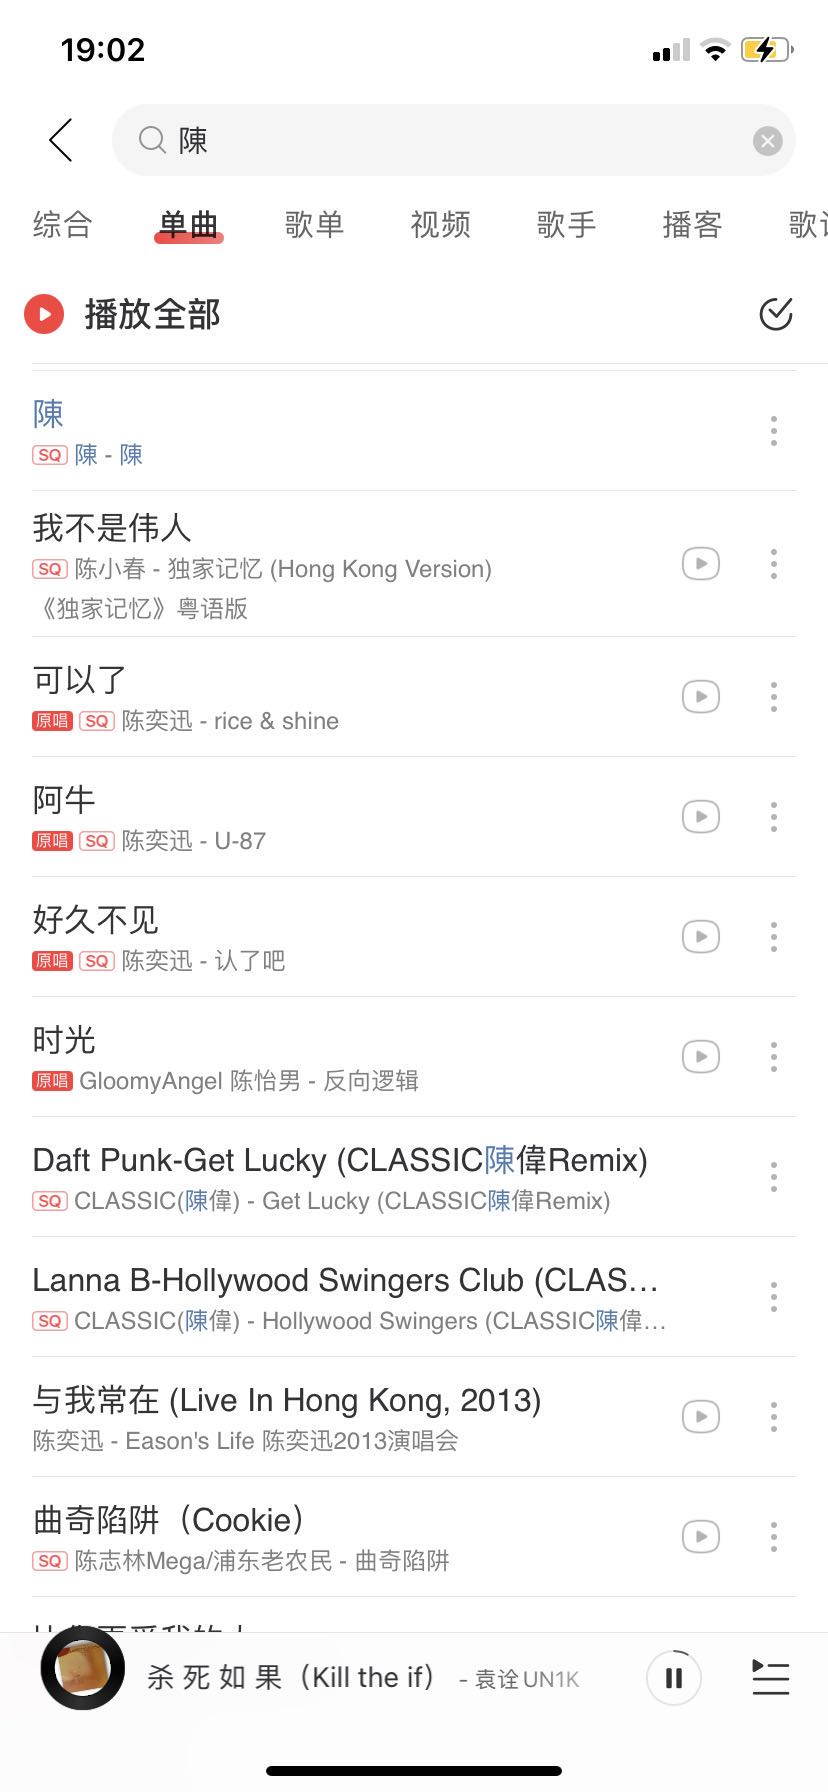 19:02
陳
综合 单曲 歌单 视频 歌手 播客
播放全部
陳
SQ 陳 - 陳
我不是伟人
SQ 陈小春 - 独家记忆 (Hong Kong Version)
《独家记忆》粤语版
可以了
原唱 SQ 陈奕迅 - rice & shine
阿牛
原唱 SQ 陈奕迅 - U-87
好久不见
原唱 SQ 陈奕迅 - 认了吧
时光
原唱 GloomyAngel 陈怡男 - 反向逻辑
Daft Punk-Get Lucky (CLASSIC陳偉Remix)
SQ CLASSIC(陳偉) - Get Lucky (CLASSIC陳偉Remix)
Lanna B-Hollywood Swingers Club (CLAS...
SQ CLASSIC(陳偉) - Hollywood Swingers (CLASSIC陳偉...
与我常在 (Live In Hong Kong, 2013)
陈奕迅 - Eason's Life 陈奕迅2013演唱会
曲奇陷阱（Cookie）
SQ 陈志林Mega/浦东老农民 - 曲奇陷阱
杀 死 如 果（Kill the if） - 袁诠 UN1K